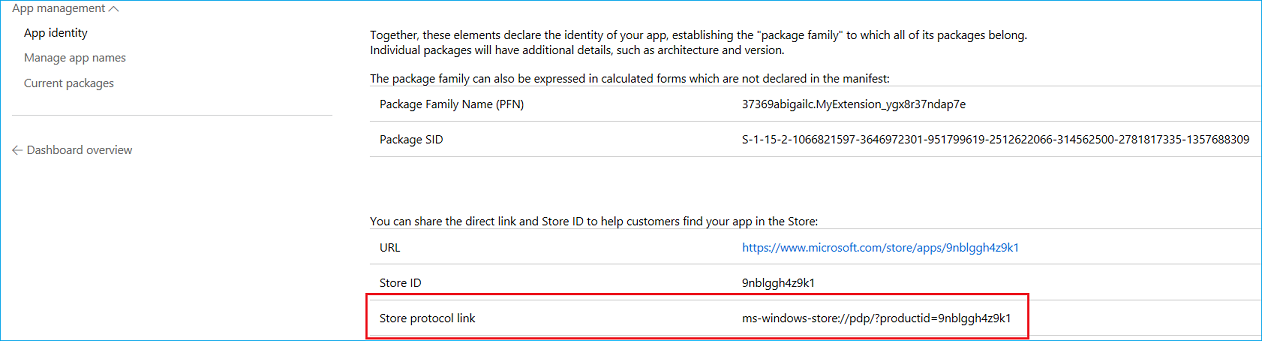 App management
App identity
Manage app names
Current packages
Dashboard overview
Together, these elements declare the identity of your app, establishing the "package family" to which all of its packages belong.
Individual packages will have additional details, such as architecture and version.
The package family can also be expressed in calculated forms which are not declared in the manifest:
Package Family Name (PFN) 37369abigailc.MyExtension_ygx8r37ndap7e
Package SID S-1-15-2-1066821597-3646972301-951799619-2512622066-314562500-2781817335-1357688309
You can share the direct link and Store ID to help customers find your app in the Store:
URL https://www.microsoft.com/store/apps/9nblggh4z9k1
Store ID 9nblggh4z9k1
Store protocol link ms-windows-store://pdp/?productid=9nblggh4z9k1